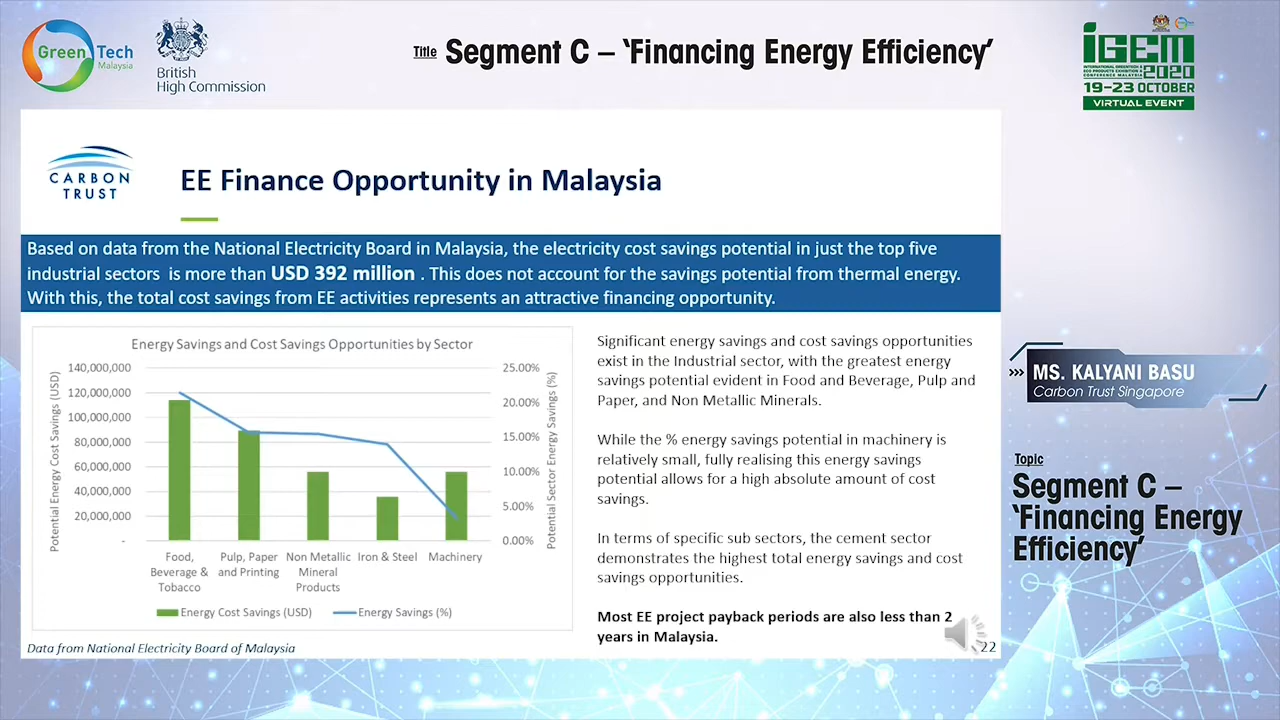 GreenTech
Malaysia
British
High Commission
Title Segment C – ‘Financing Energy Efficiency’
iGEM
INTERNATIONAL GREENTECH &
ECO PRODUCTS EXHIBITION &
CONFERENCE MALAYSIA
2020
19–23 OCTOBER
VIRTUAL EVENT
CARBON
TRUST
EE Finance Opportunity in Malaysia
Based on data from the National Electricity Board in Malaysia, the electricity cost savings potential in just the top five
industrial sectors is more than USD 392 million . This does not account for the savings potential from thermal energy.
With this, the total cost savings from EE activities represents an attractive financing opportunity.
Energy Savings and Cost Savings Opportunities by Sector
Potential Energy Cost Savings (USD)
140,000,000
120,000,000
100,000,000
80,000,000
60,000,000
40,000,000
20,000,000
-
25.00%
20.00%
15.00%
10.00%
5.00%
0.00%
Potential Sector Energy Savings (%)
Food,
Beverage &
Tobacco
Pulp, Paper
and Printing
Non Metallic
Mineral
Products
Iron & Steel
Machinery
Energy Cost Savings (USD)
Energy Savings (%)
Data from National Electricity Board of Malaysia
Significant energy savings and cost savings opportunities
exist in the Industrial sector, with the greatest energy
savings potential evident in Food and Beverage, Pulp and
Paper, and Non Metallic Minerals.
While the % energy savings potential in machinery is
relatively small, fully realising this energy savings
potential allows for a high absolute amount of cost
savings.
In terms of specific sub sectors, the cement sector
demonstrates the highest total energy savings and cost
savings opportunities.
Most EE project payback periods are also less than 2
years in Malaysia.
22
MS. KALYANI BASU
Carbon Trust Singapore
Topic
Segment C –
‘Financing Energy
Efficiency’